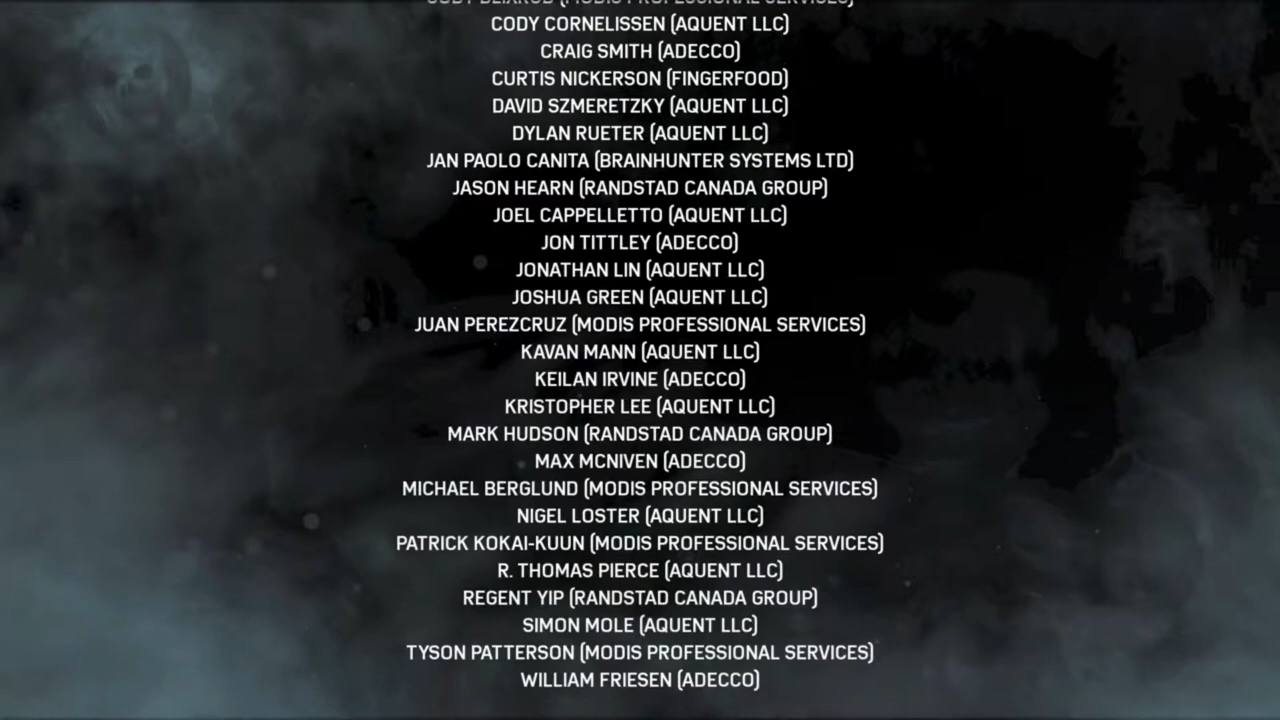 CODY CORNELISSEN (AQUENT LLC)
CRAIG SMITH (ADECCO)
CURTIS NICKERSON (FINGERFOOD)
DAVID SZMERETZKY (AQUENT LLC)
DYLAN RUETER (AQUENT LLC)
JAN PAOLO CANITA (BRAINHUNTER SYSTEMS LTD)
JASON HEARN (RANDSTAD CANADA GROUP)
JOEL CAPPELLETTO (AQUENT LLC)
JON TITTLEY (ADECCO)
JONATHAN LIN (AQUENT LLC)
JOSHUA GREEN (AQUENT LLC)
JUAN PEREZCRUZ (MODIS PROFESSIONAL SERVICES)
KAVAN MANN (AQUENT LLC)
KEILAN IRVINE (ADECCO)
KRISTOPHER LEE (AQUENT LLC)
MARK HUDSON (RANDSTAD CANADA GROUP)
MAX MCNIVEN (ADECCO)
MICHAEL BERGLUND (MODIS PROFESSIONAL SERVICES)
NIGEL LOSTER (AQUENT LLC)
PATRICK KOKAI-KUUN (MODIS PROFESSIONAL SERVICES)
R. THOMAS PIERCE (AQUENT LLC)
REGENT YIP (RANDSTAD CANADA GROUP)
SIMON MOLE (AQUENT LLC)
TYSON PATTERSON (MODIS PROFESSIONAL SERVICES)
WILLIAM FRIESEN (ADECCO)